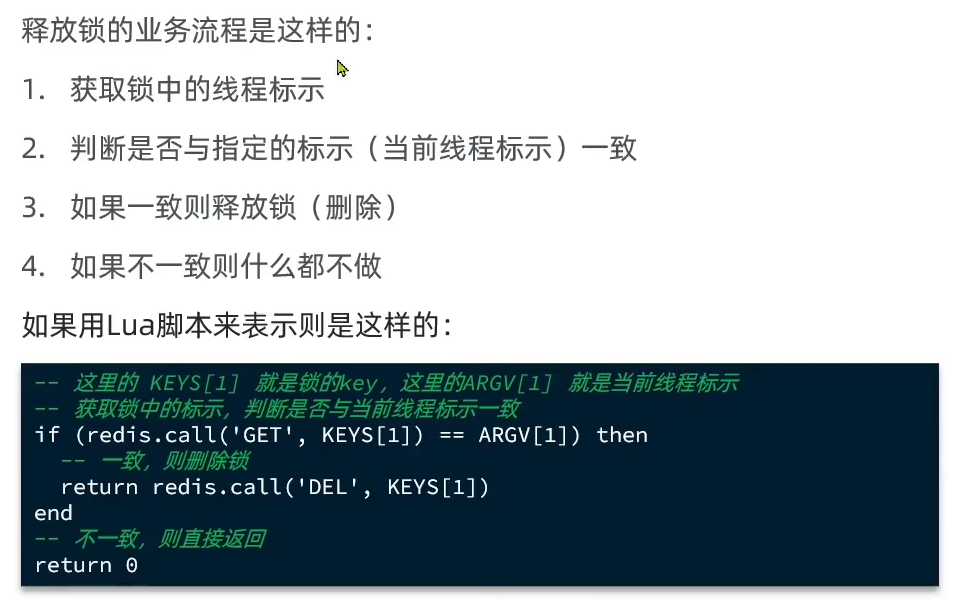 释放锁的业务流程是这样的：
1. 获取锁中的线程标示
2. 判断是否与指定的标示（当前线程标示）一致
3. 如果一致则释放锁（删除）
4. 如果不一致则什么都不做
如果用Lua脚本来表示则是这样的：
-- 这里的 KEYS[1] 就是锁的key，这里的ARGV[1] 就是当前线程标示
-- 获取锁中的标示，判断是否与当前线程标示一致
if (redis.call('GET', KEYS[1]) == ARGV[1]) then
  -- 一致，则删除锁
  return redis.call('DEL', KEYS[1])
end
-- 不一致，则直接返回
return 0